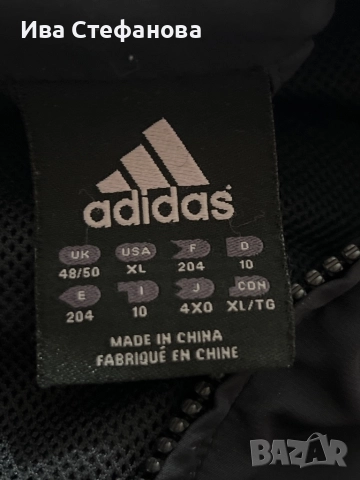 Ива Стефанова
adidas
UK USA F D
48/50 XL 204 10
E I J CON
204 10 4XO XL/TG
MADE IN CHINA
FABRIQUÉ EN CHINE
BAZAR